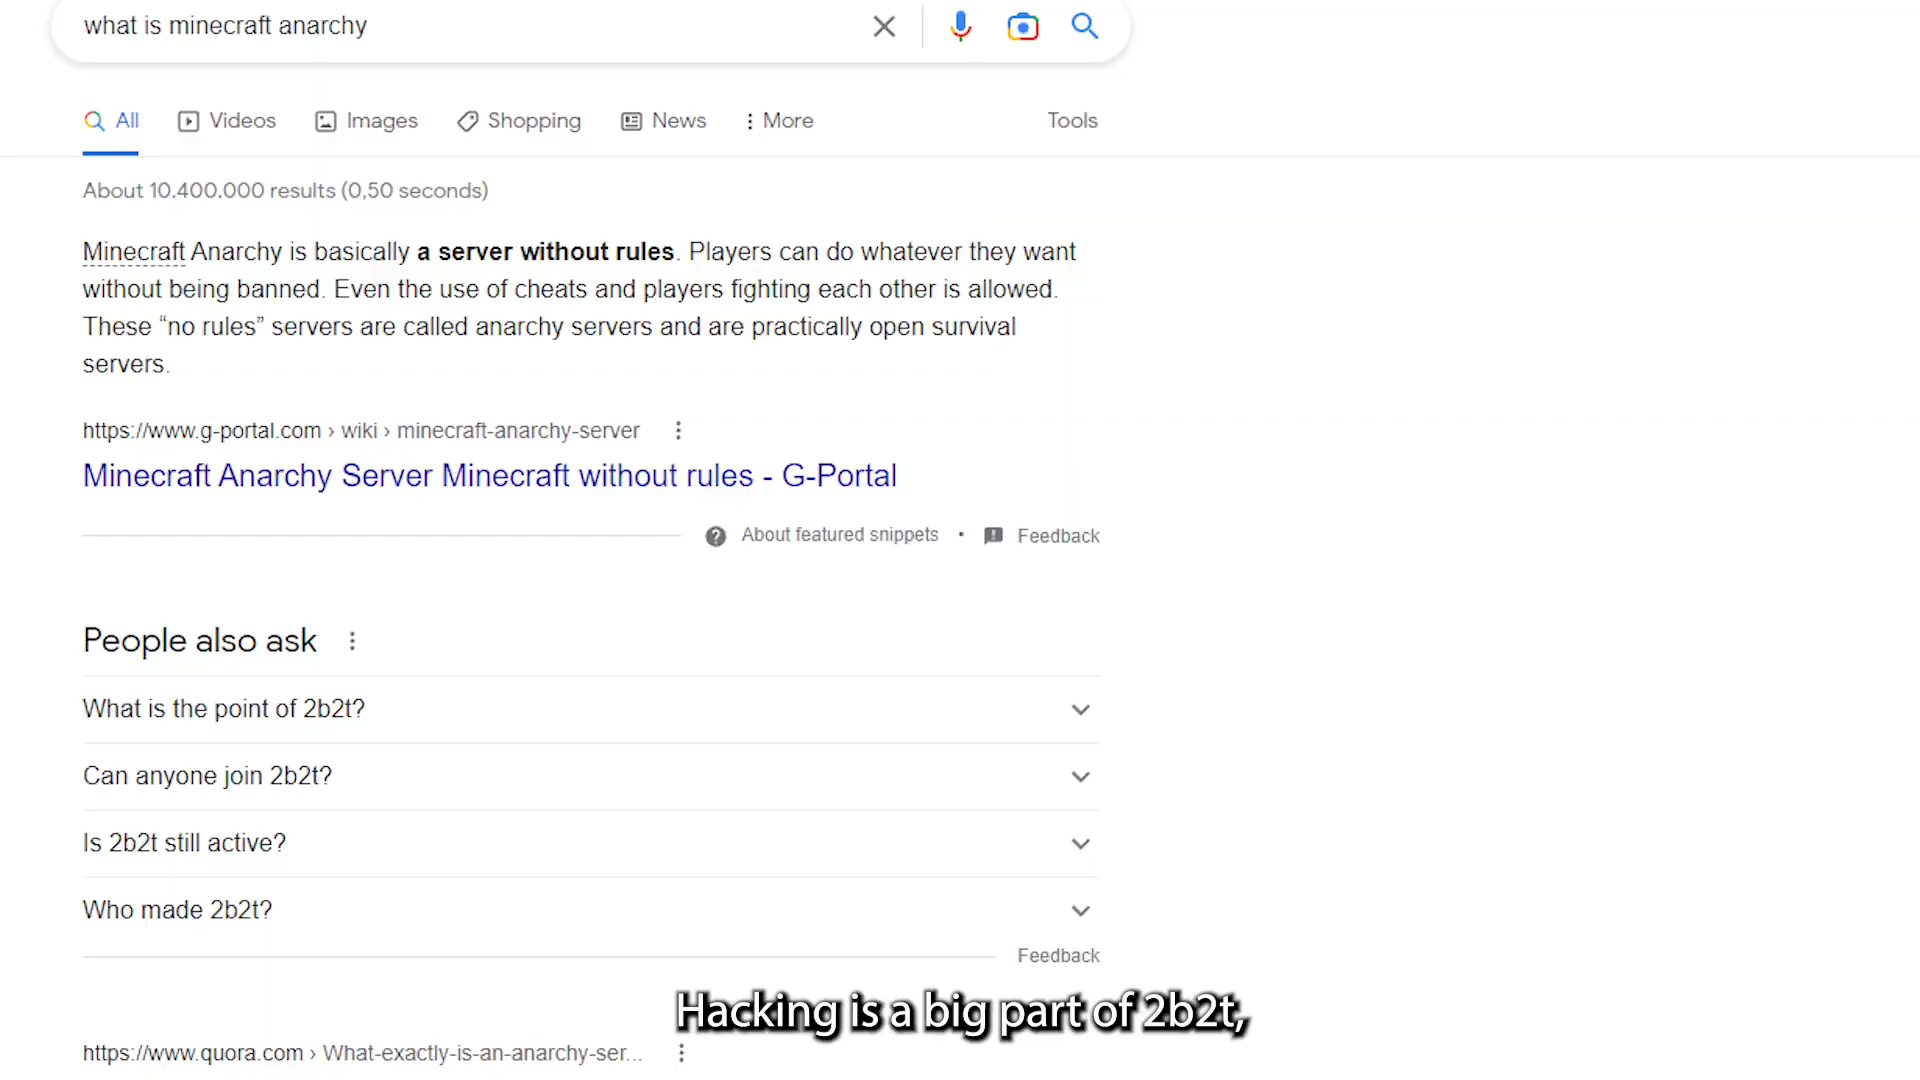 what is minecraft anarchy
All Videos Images Shopping News More Tools
About 10.400.000 results (0,50 seconds)
Minecraft Anarchy is basically a server without rules. Players can do whatever they want
without being banned. Even the use of cheats and players fighting each other is allowed.
These “no rules” servers are called anarchy servers and are practically open survival
servers.
https://www.g-portal.com › wiki › minecraft-anarchy-server
Minecraft Anarchy Server Minecraft without rules - G-Portal
About featured snippets • Feedback
People also ask
What is the point of 2b2t?
Can anyone join 2b2t?
Is 2b2t still active?
Who made 2b2t?
Feedback
Hacking is a big part of 2b2t,
https://www.quora.com › What-exactly-is-an-anarchy-ser...